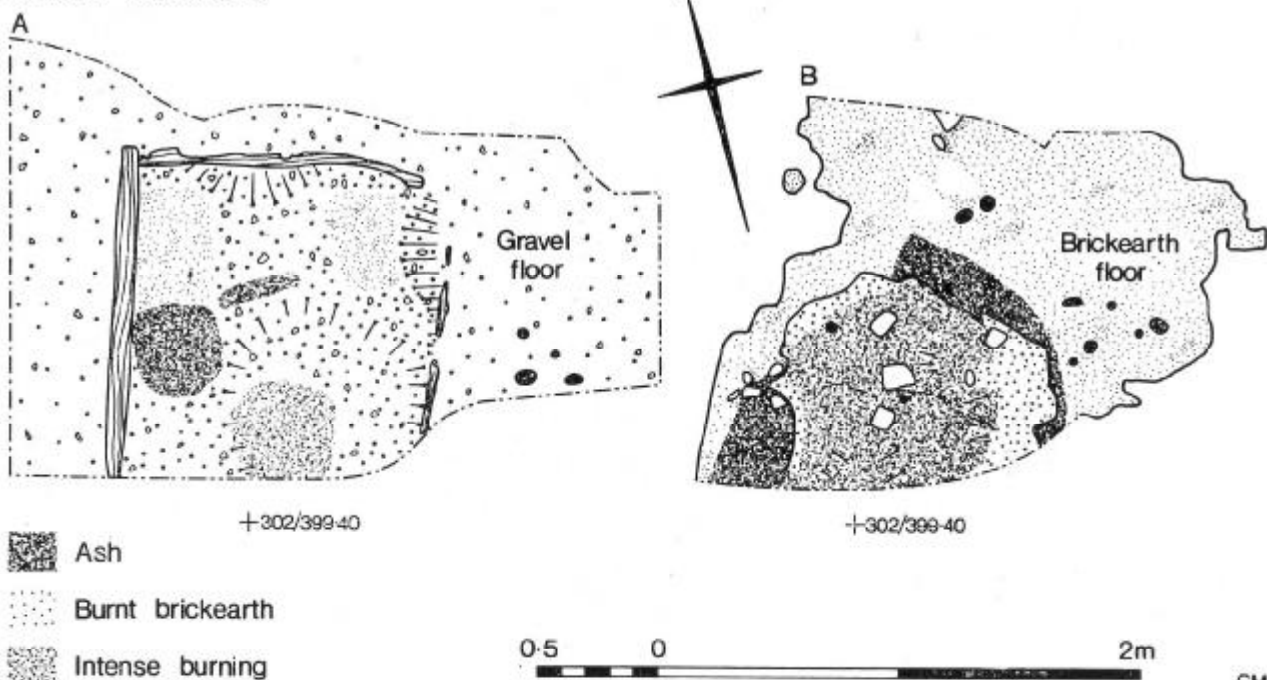 A
B
Gravel
floor
Brickearth
floor
+302/399·40
+302/399·40
Ash
Burnt brickearth
Intense burning
0·5 0 2m